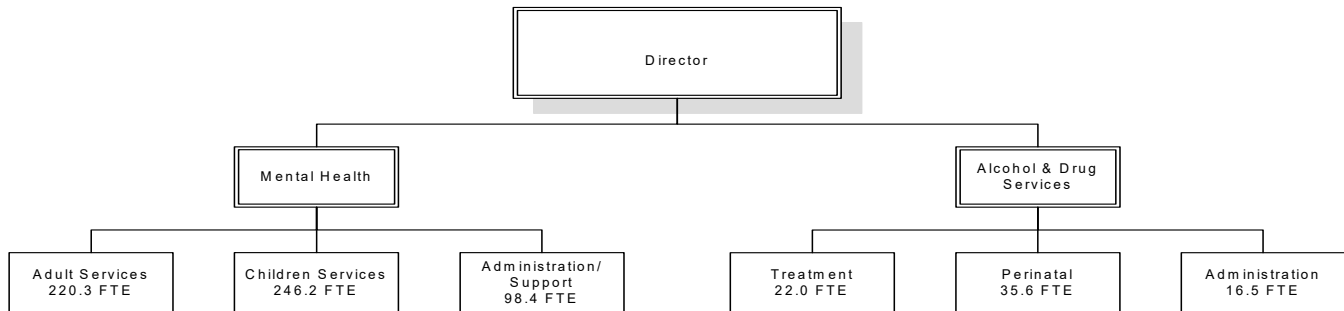 Director
Mental Health
Alcohol & Drug
Services
Adult Services
220.3 FTE
Children Services
246.2 FTE
Administration/
Support
98.4 FTE
Treatment
22.0 FTE
Perinatal
35.6 FTE
Administration
16.5 FTE